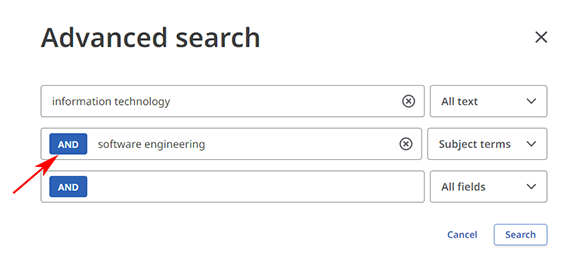 Advanced search
information technology All text
AND software engineering Subject terms
AND All fields
Cancel Search